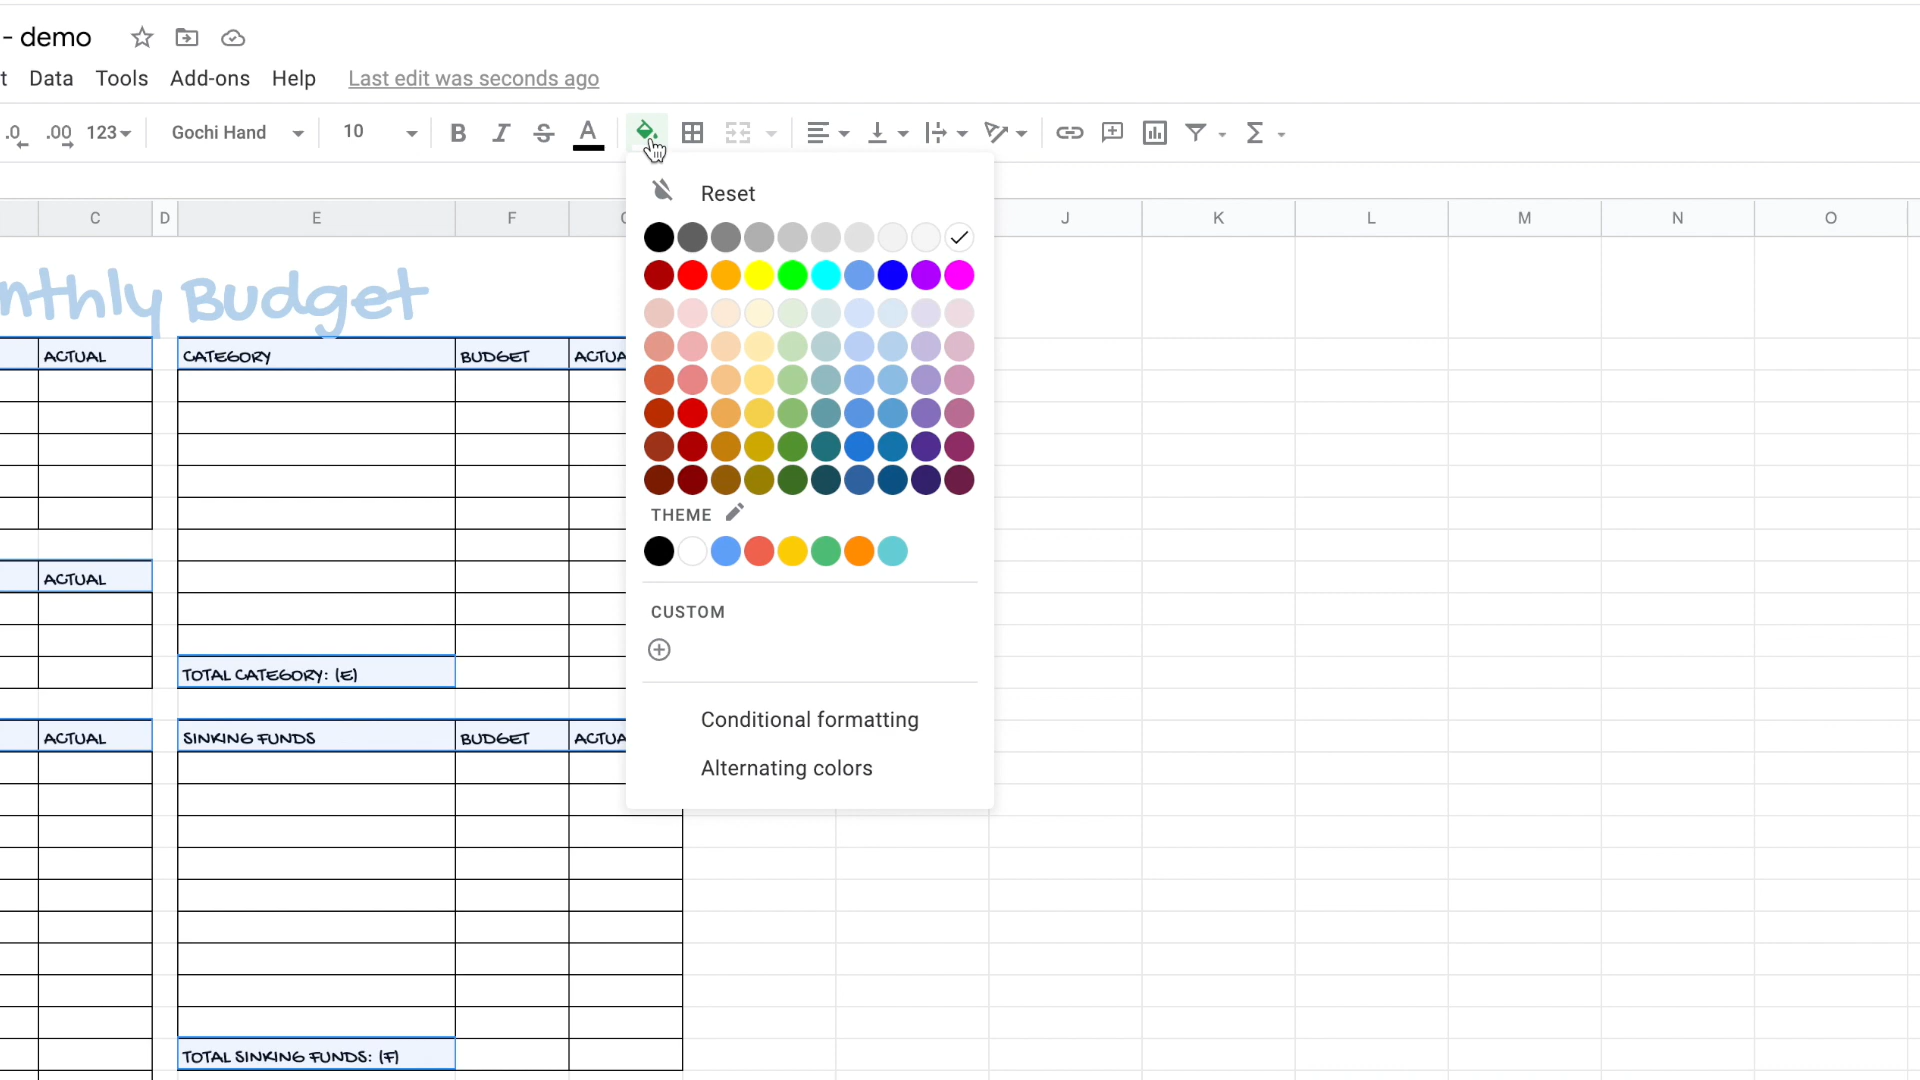 - demo
t Data Tools Add-ons Help Last edit was seconds ago
.0 .00 123 Gochi Hand 10 B I S A
Reset
C D E F J K L M N O
nthly Budget
ACTUAL CATEGORY BUDGET ACTUA
THEME
ACTUAL
CUSTOM
TOTAL CATEGORY: (E)
Conditional formatting
ACTUAL SINKING FUNDS BUDGET ACTUA
Alternating colors
TOTAL SINKING FUNDS: (F)